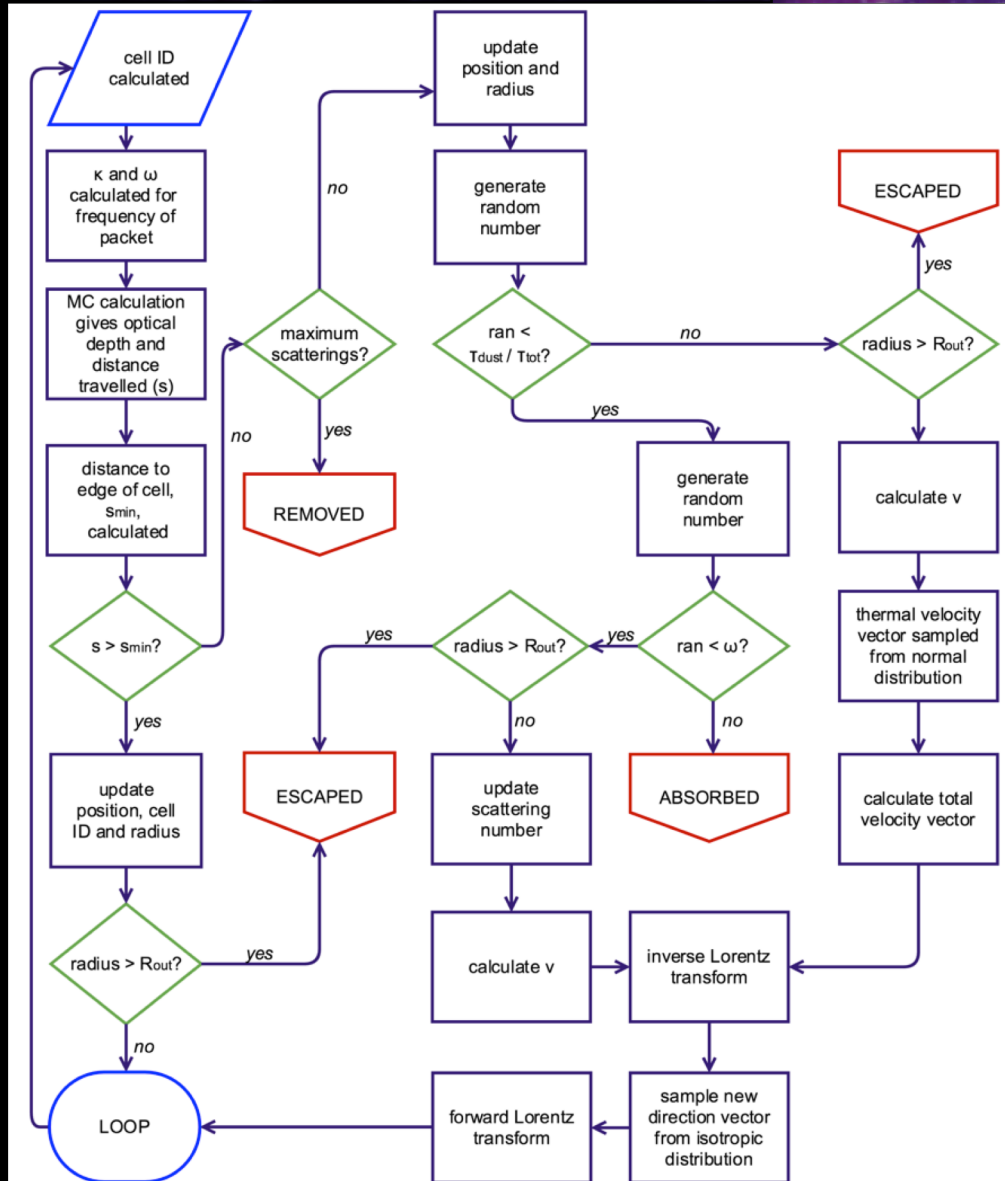 cell ID
calculated
κ and ω
calculated for
frequency of
packet
MC calculation
gives optical
depth and
distance
travelled (s)
distance to
edge of cell,
smin,
calculated
s > smin?
yes
no
update
position, cell
ID and radius
radius > Rout?
yes
no
LOOP
maximum
scatterings?
no
yes
REMOVED
update
position and
radius
generate
random
number
ran <
τdust / τtot?
no
yes
radius > Rout?
yes
ESCAPED
generate
random
number
ran < ω?
yes
no
ABSORBED
radius > Rout?
yes
no
ESCAPED
update
scattering
number
calculate v
calculate v
thermal velocity
vector sampled
from normal
distribution
calculate total
velocity vector
inverse Lorentz
transform
sample new
direction vector
from isotropic
distribution
forward Lorentz
transform